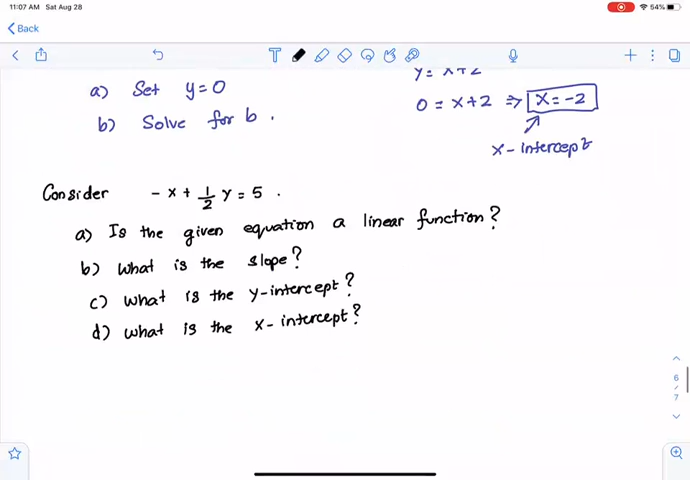 11:07 AM Sat Aug 28
54%
Back
a) Set y=0
b) Solve for b .
y = x+2
0 = x+2 ⇒ x=-2
x-intercept
Consider -x + 1/2 y = 5 .
a) Is the given equation a linear function?
b) What is the slope?
c) What is the y-intercept?
d) What is the x-intercept?
6
/
7